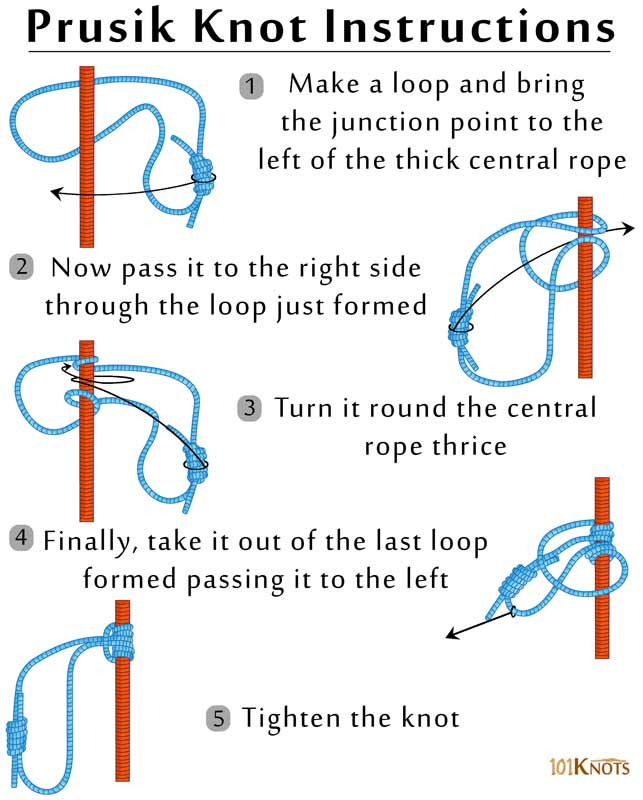 Prusik Knot Instructions
1 Make a loop and bring
the junction point to the
left of the thick central rope
2 Now pass it to the right side
through the loop just formed
3 Turn it round the central
rope thrice
4 Finally, take it out of the last loop
formed passing it to the left
5 Tighten the knot
101KNOTS